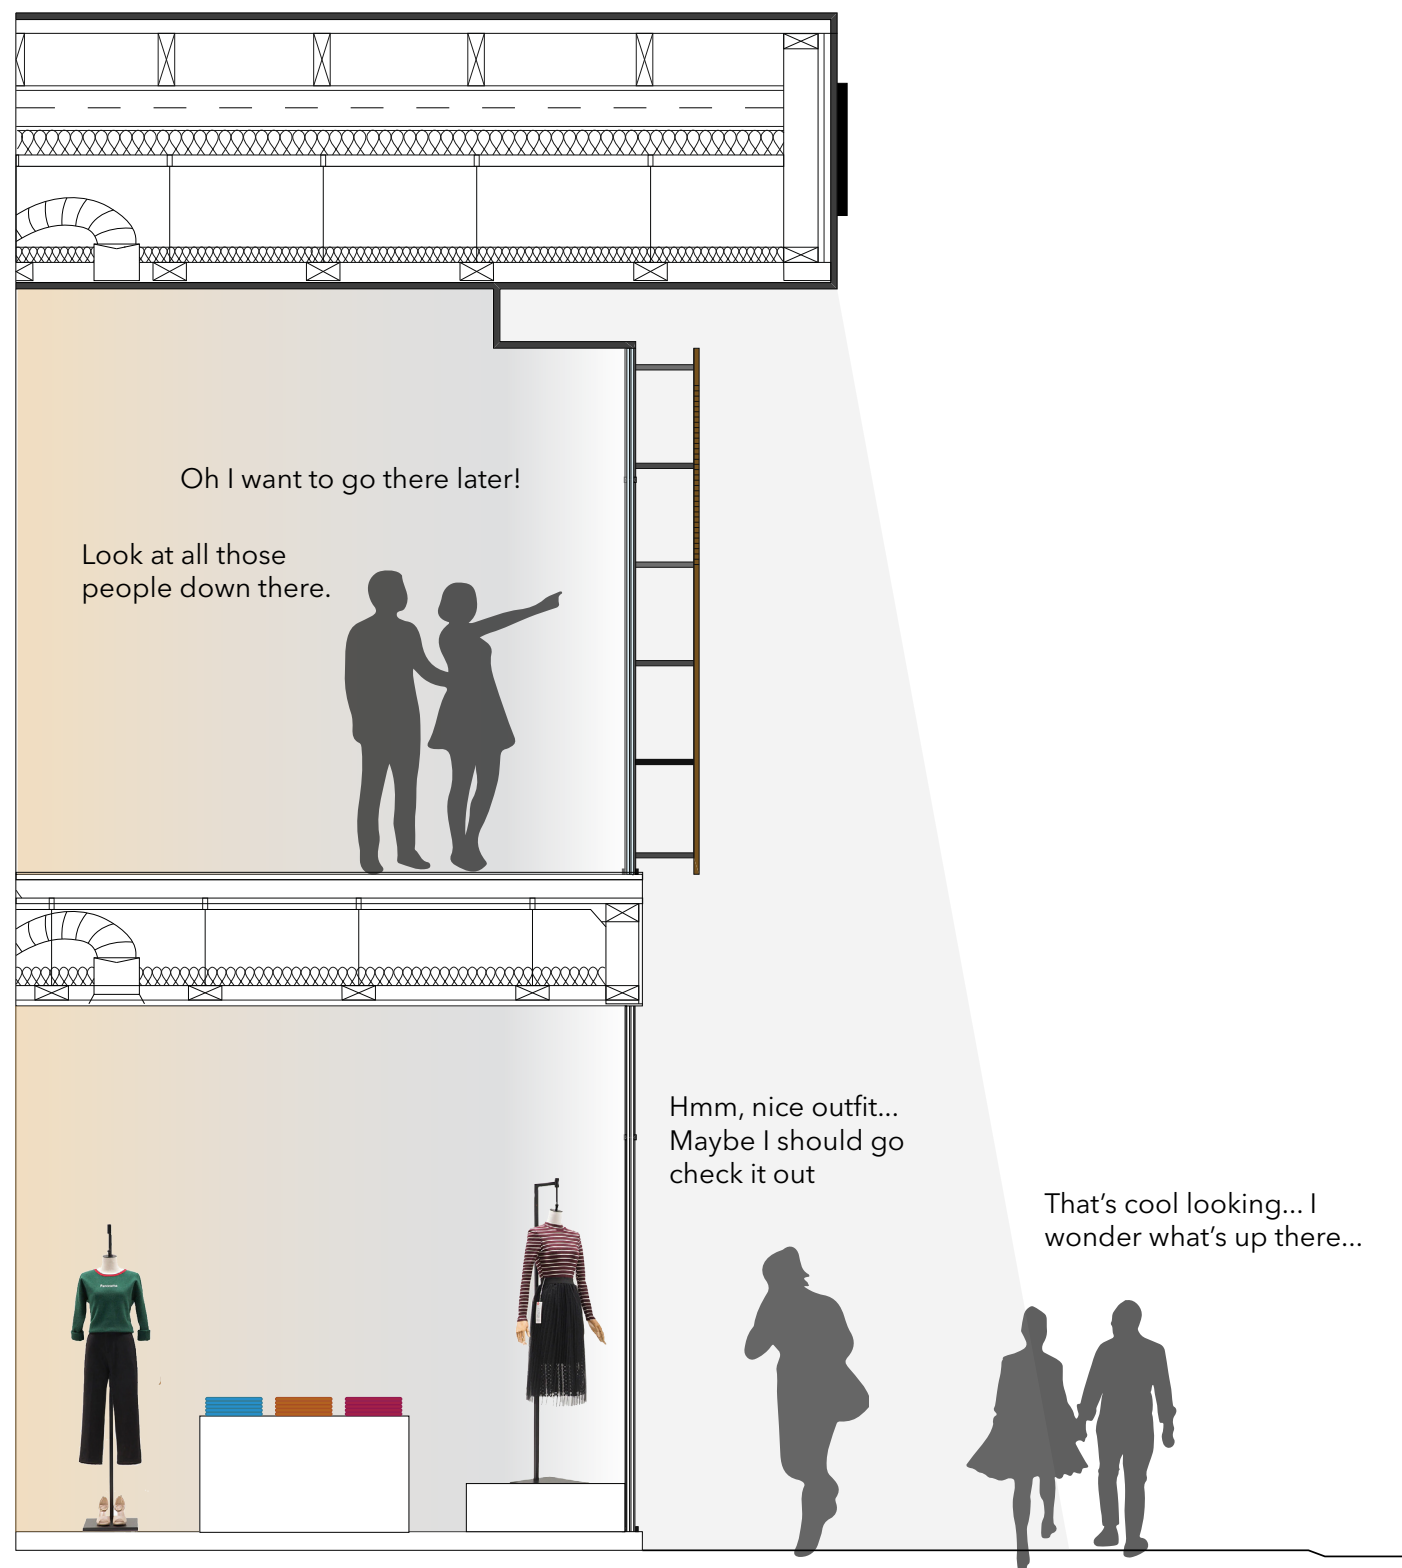 Oh I want to go there later!
Look at all those
people down there.
Hmm, nice outfit...
Maybe I should go
check it out
That's cool looking... I
wonder what's up there...